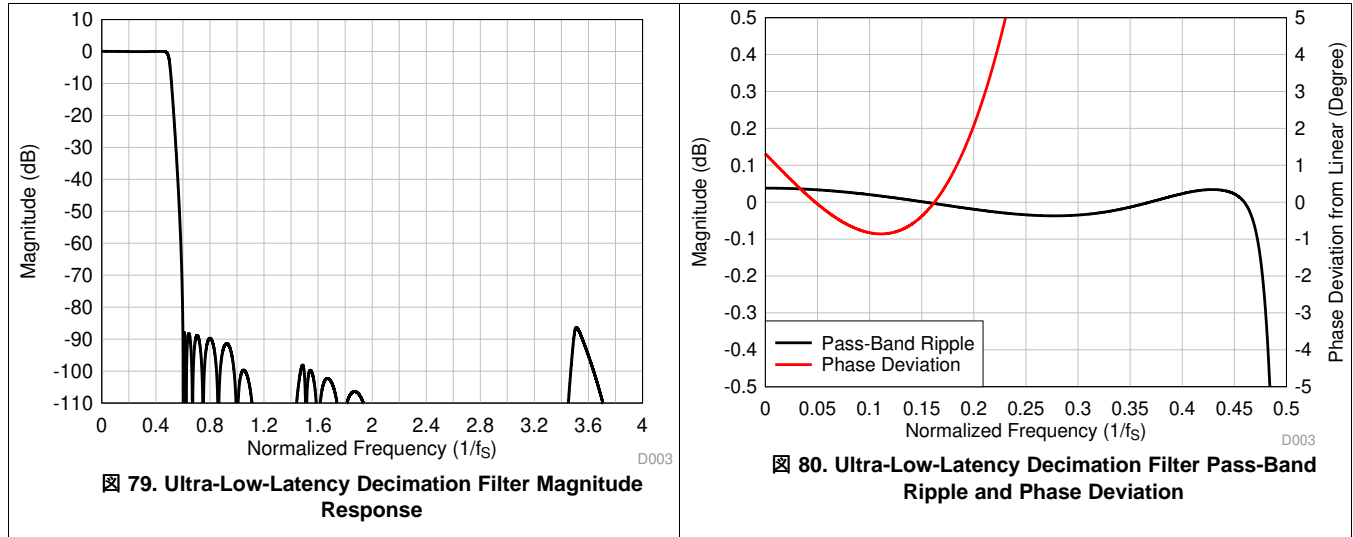 10
0
-10
-20
-30
-40
-50
-60
-70
-80
-90
-100
-110
Magnitude (dB)
0 0.4 0.8 1.2 1.6 2 2.4 2.8 3.2 3.6 4
Normalized Frequency (1/fS)
D003
図 79. Ultra-Low-Latency Decimation Filter Magnitude
Response
0.5
0.4
0.3
0.2
0.1
0
-0.1
-0.2
-0.3
-0.4
-0.5
Magnitude (dB)
5
4
3
2
1
0
-1
-2
-3
-4
-5
Phase Deviation from Linear (Degree)
Pass-Band Ripple
Phase Deviation
0 0.05 0.1 0.15 0.2 0.25 0.3 0.35 0.4 0.45 0.5
Normalized Frequency (1/fS)
D003
図 80. Ultra-Low-Latency Decimation Filter Pass-Band
Ripple and Phase Deviation